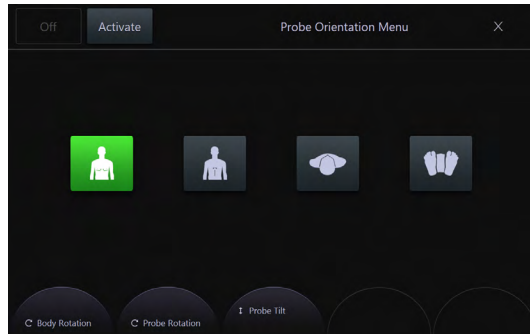 Off Activate Probe Orientation Menu X
Probe Tilt
Body Rotation Probe Rotation